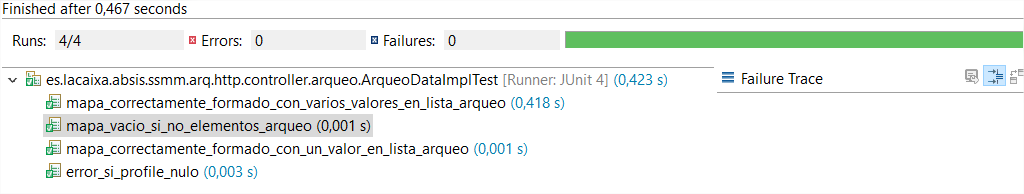 Finished after 0,467 seconds
Runs: 4/4 Errors: 0 Failures: 0
es.lacaixa.absis.ssmm.arq.http.controller.arqueo.ArqueoDataImplTest [Runner: JUnit 4] (0,423 s)
Failure Trace
mapa_correctamente_formado_con_varios_valores_en_lista_arqueo (0,418 s)
mapa_vacio_si_no_elementos_arqueo (0,001 s)
mapa_correctamente_formado_con_un_valor_en_lista_arqueo (0,001 s)
error_si_profile_nulo (0,003 s)